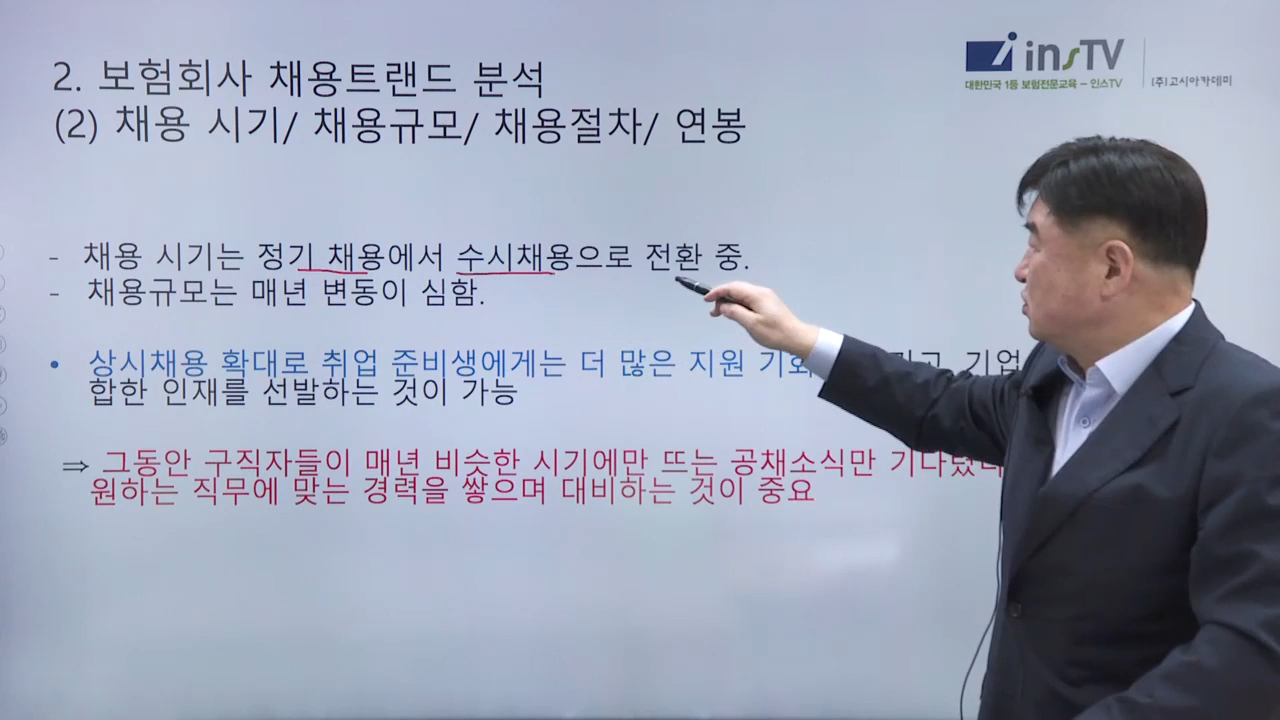 2. 보험회사 채용트랜드 분석
(2) 채용 시기/ 채용규모/ 채용절차/ 연봉
insTV
대한민국 1등 보험전문교육 – 인스TV
(주)고시아카데미
- 채용 시기는 정기 채용에서 수시채용으로 전환 중.
- 채용규모는 매년 변동이 심함.
• 상시채용 확대로 취업 준비생에게는 더 많은 지원 기회 기업
합한 인재를 선발하는 것이 가능
⇒ 그동안 구직자들이 매년 비슷한 시기에만 뜨는 공채소식만
원하는 직무에 맞는 경력을 쌓으며 대비하는 것이 중요